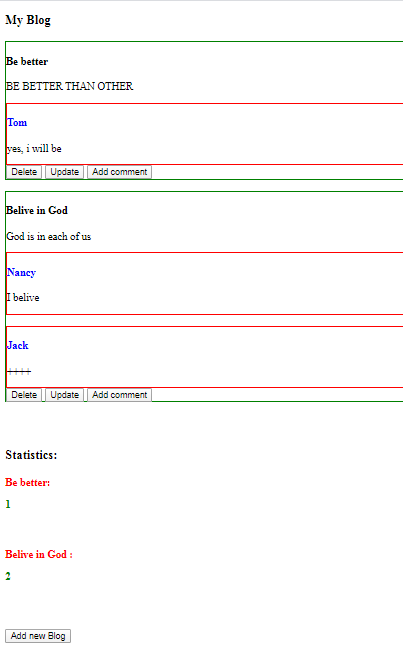 My Blog
Be better
BE BETTER THAN OTHER
Tom
yes, i will be
Delete Update Add comment
Belive in God
God is in each of us
Nancy
I belive
Jack
++++
Delete Update Add comment
Statistics:
Be better:
1
Belive in God :
2
Add new Blog